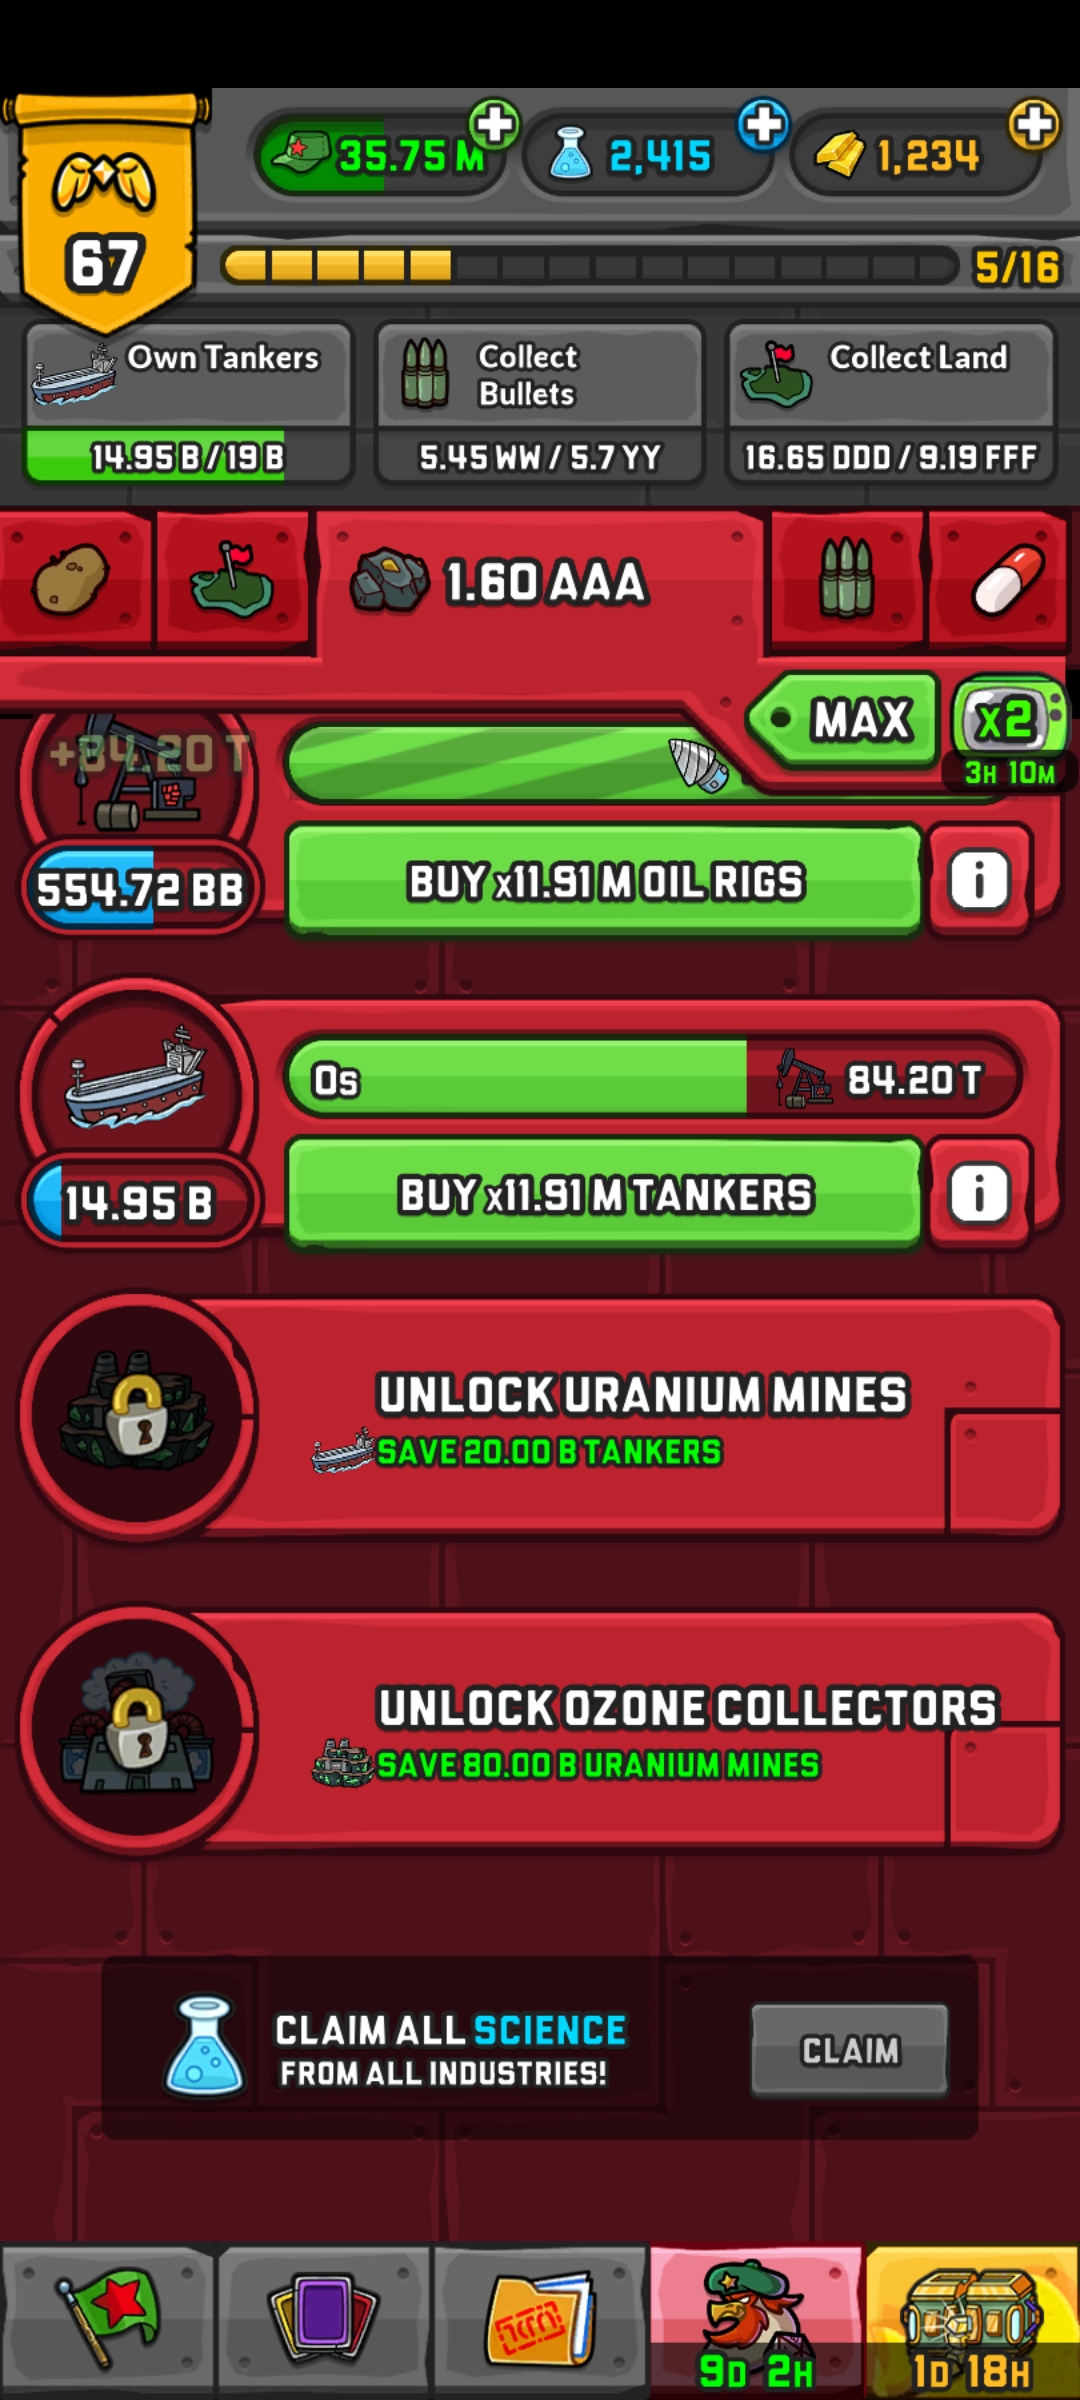 35.75 M
2,415
1,234
67
5/16
Own Tankers
14.95 B / 19 B
Collect
Bullets
5.45 WW / 5.7 YY
Collect Land
16.65 DDD / 9.19 FFF
1.60 AAA
MAX
x2
3H 10M
+84.20 T
554.72 BB
BUY x11.91 M OIL RIGS
i
0s
84.20 T
14.95 B
BUY x11.91 M TANKERS
i
UNLOCK URANIUM MINES
SAVE 20.00 B TANKERS
UNLOCK OZONE COLLECTORS
SAVE 80.00 B URANIUM MINES
CLAIM ALL SCIENCE
FROM ALL INDUSTRIES!
CLAIM
9D 2H
1D 18H